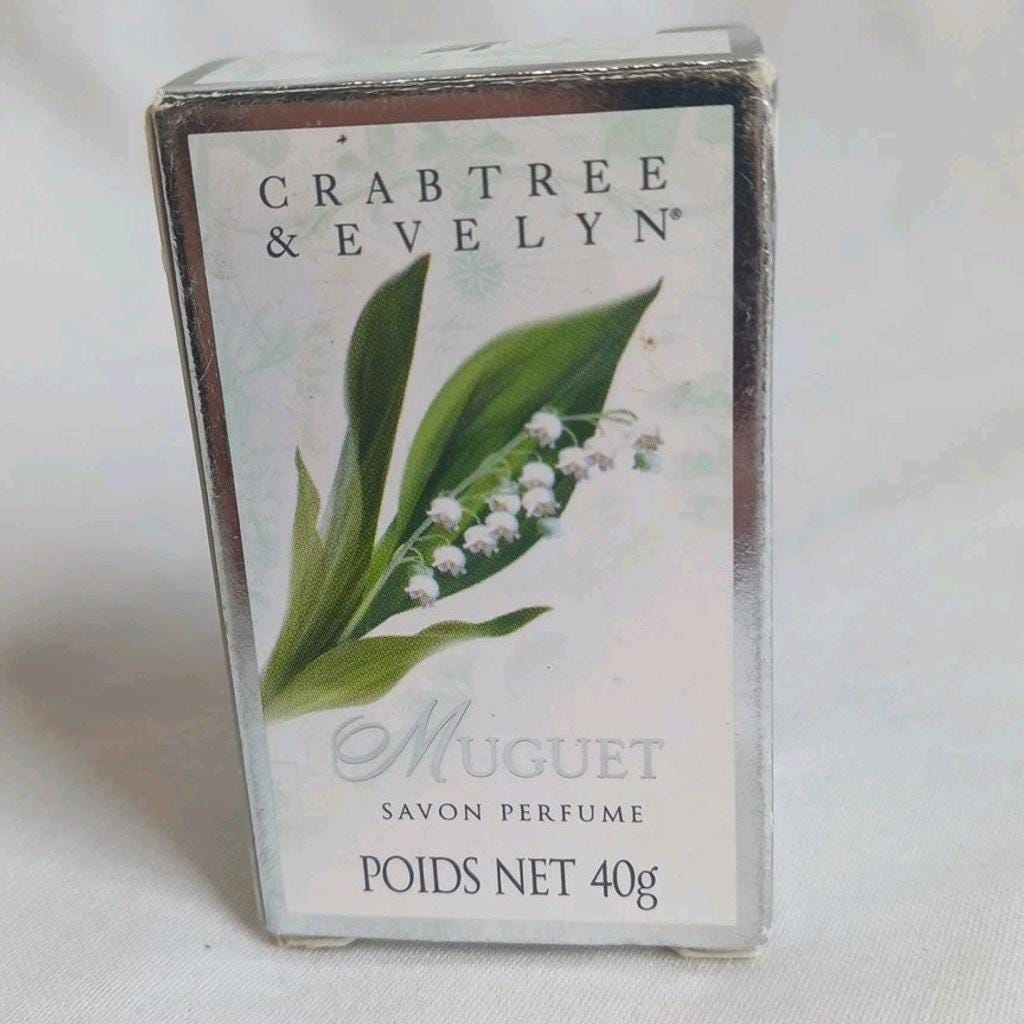 CRABTREE
& EVELYN®
MUGUET
SAVON PERFUME
POIDS NET 40g